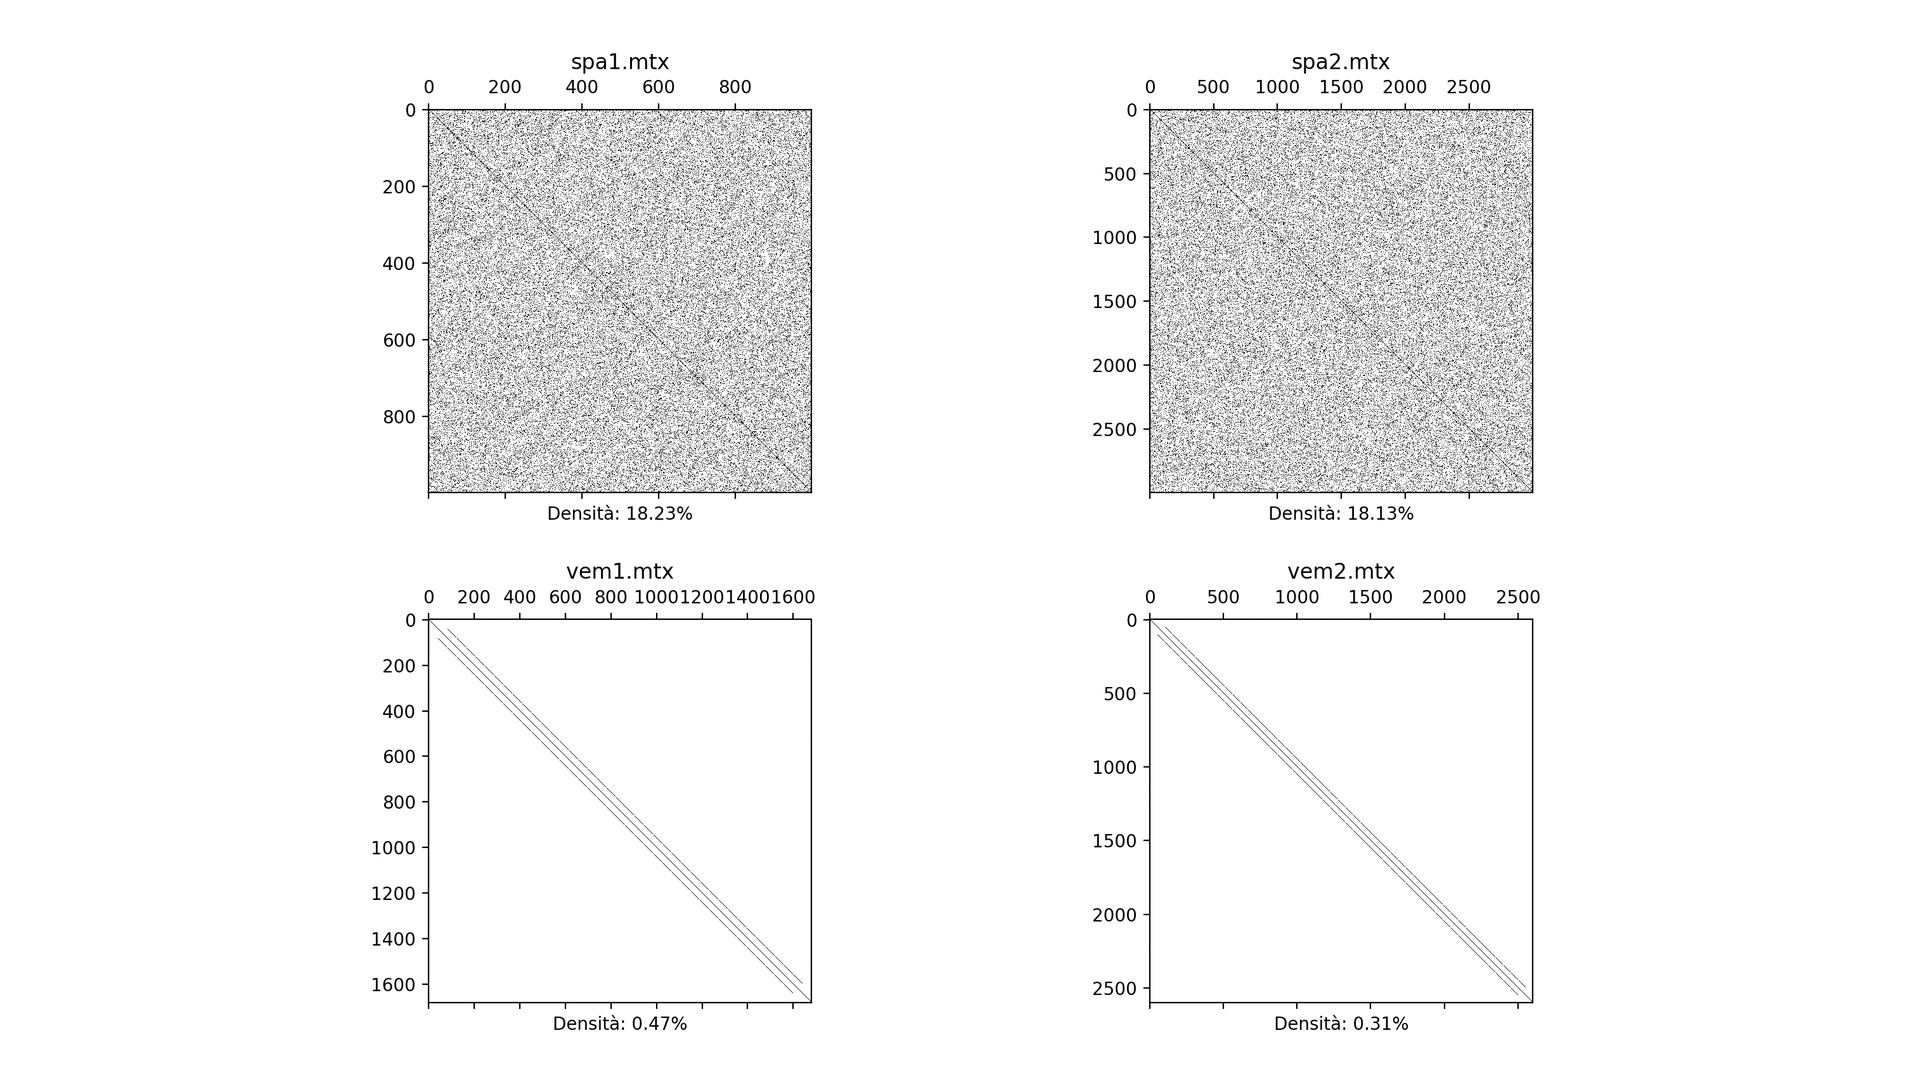 spa1.mtx
0 200 400 600 800
0
200
400
600
800
Densità: 18.23%
spa2.mtx
0 500 1000 1500 2000 2500
0
500
1000
1500
2000
2500
Densità: 18.13%
vem1.mtx
0 200 400 600 800 1000 1200 1400 1600
0
200
400
600
800
1000
1200
1400
1600
Densità: 0.47%
vem2.mtx
0 500 1000 1500 2000 2500
0
500
1000
1500
2000
2500
Densità: 0.31%